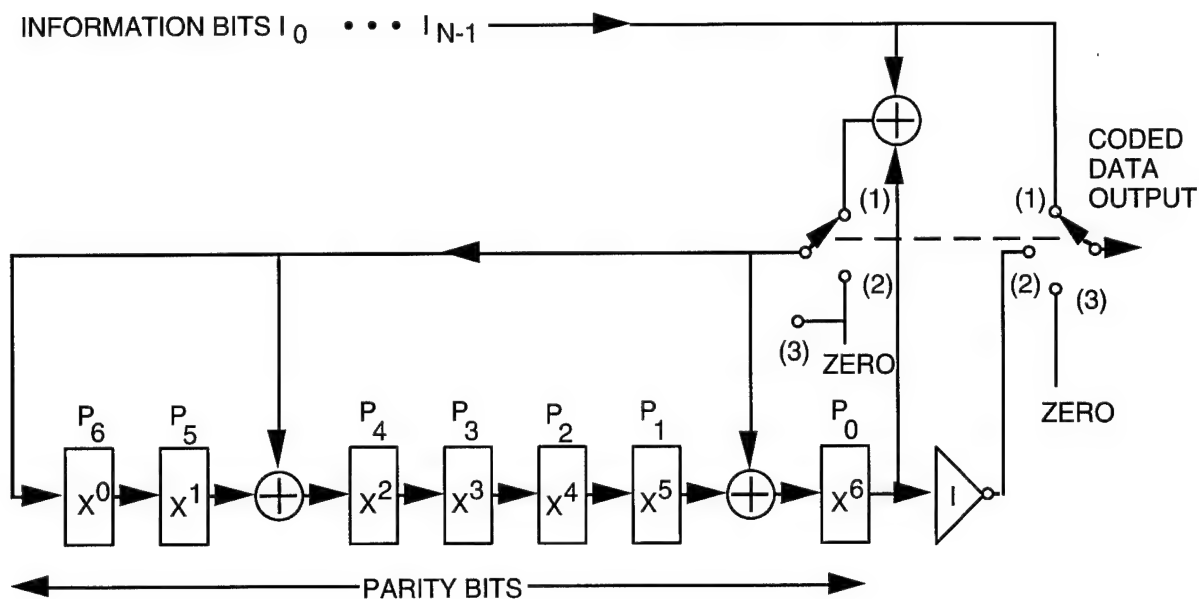 INFORMATION BITS I0 • • • IN-1
CODED
DATA
OUTPUT
(1)
(1)
(2)
(2)
(3)
(3)
ZERO
ZERO
P6 P5 P4 P3 P2 P1 P0
X0 X1 X2 X3 X4 X5 X6 I
PARITY BITS